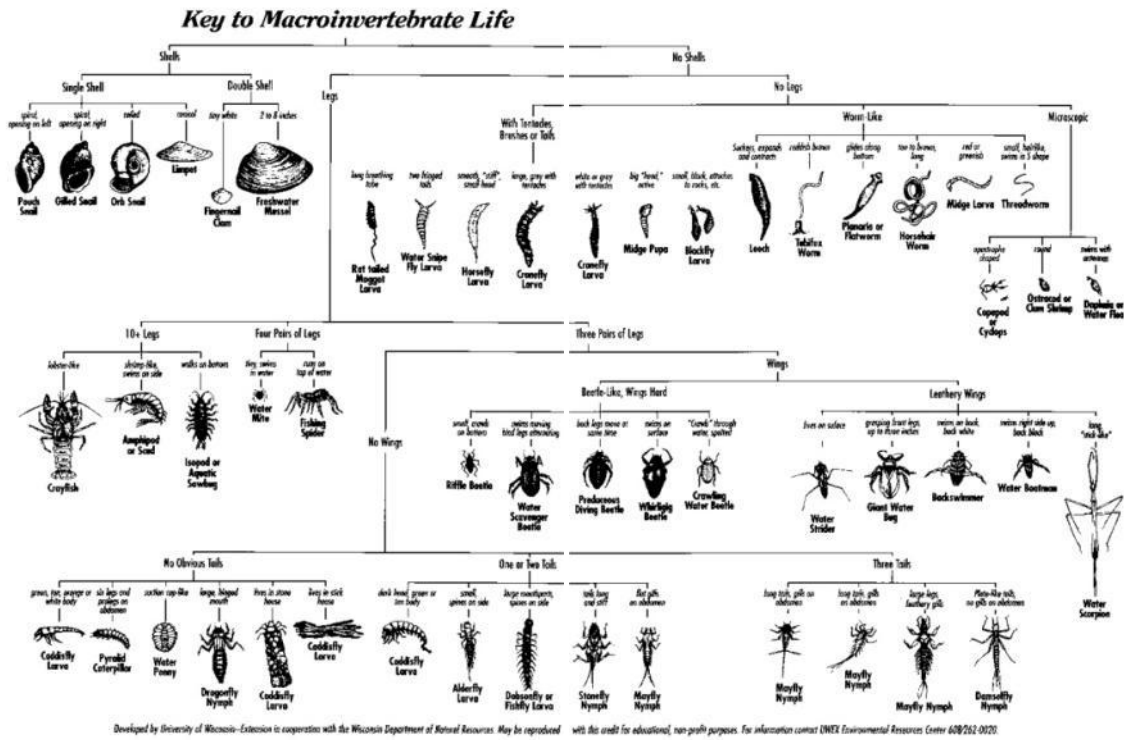 Key to Macroinvertebrate Life
Shells
No Shells
Single Shell
Double Shell
Legs
No Legs
spiral,
opening on left
spiral,
opening on right
coiled
conical
tiny white
2 to 8 inches
Pouch
Snail
Gilled Snail
Orb Snail
Limpet
Fingernail
Clam
Freshwater
Mussel
With Tentacles,
Brushes or Tails
Worm-Like
Microscopic
long breathing
tube
two fringed
tails
small head
large, grey with
tentacles
white or grey
with tentacles
big "head,"
active
small, black, attaches
to rocks, etc.
Suckers, expands
and contracts
reddish brown
glides along
bottom
tan to brown,
long
red or
greenish
small, hairlike,
swims in S shape
Rat tailed
Maggot
Larva
Water Snipe
Fly Larva
Horsefly
Larva
Cranefly
Larva
Cranefly
Larva
Midge Pupa
Blackfly
Larva
Leech
Tubifex
Worm
Planaria or
Flatworm
Horsehair
Worm
Midge Larva
Threadworm
shaped
round
swims with
Copepod
or
Cyclops
Ostracod or
Clam Shrimp
Daphnia or
Water Flea
10+ Legs
Four Pairs of Legs
Three Pairs of Legs
lobster-like
shrimp-like,
swims on side
walks on bottom
tiny, swims
in water
runs on
top of water
Crayfish
Amphipod
or Scud
Isopod or
Aquatic
Sowbug
Water
Mite
Fishing
Spider
No Wings
Wings
Beetle-Like, Wings Hard
Leathery Wings
small, crawls
on bottom
swims moving
hind legs alternating
back legs move at
same time
swims on
surface
"Crawls" through
water, spotted
lives on surface
grasping front legs,
up to three inches
swims on back,
back white
swims right side up,
back black
long,
"stick-like"
Riffle Beetle
Water
Scavenger
Beetle
Predaceous
Diving Beetle
Whirligig
Beetle
Crawling
Water Beetle
Water
Strider
Giant Water
Bug
Backswimmer
Water Boatman
Water
Scorpion
No Obvious Tails
One or Two Tails
Three Tails
green, tan, orange or
white body
six legs and
prolegs on
abdomen
suction cup-like
large, hinged
mouth
lives in stone
house
lives in stick
house
dark head, green or
tan body
small,
spines on side
large mouthparts,
spines on side
tails long
and stiff
flat gills
on abdomen
long tails, gills on
abdomen
long tails, gills
on abdomen
large legs,
feathery gills
Plate-like tails,
no gills on abdomen
Caddisfly
Larva
Pyralid
Caterpillar
Water
Penny
Dragonfly
Nymph
Caddisfly
Larva
Caddisfly
Larva
Caddisfly
Larva
Alderfly
Larva
Dobsonfly or
Fishfly Larva
Stonefly
Nymph
Mayfly
Nymph
Mayfly
Nymph
Mayfly
Nymph
Mayfly Nymph
Damselfly
Nymph
Developed by University of Wisconsin–Extension in cooperation with the Wisconsin Department of Natural Resources. May be reproduced with this credit for educational, non-profit purposes. For information contact UWEX Environmental Resources Center 608/262-0020.